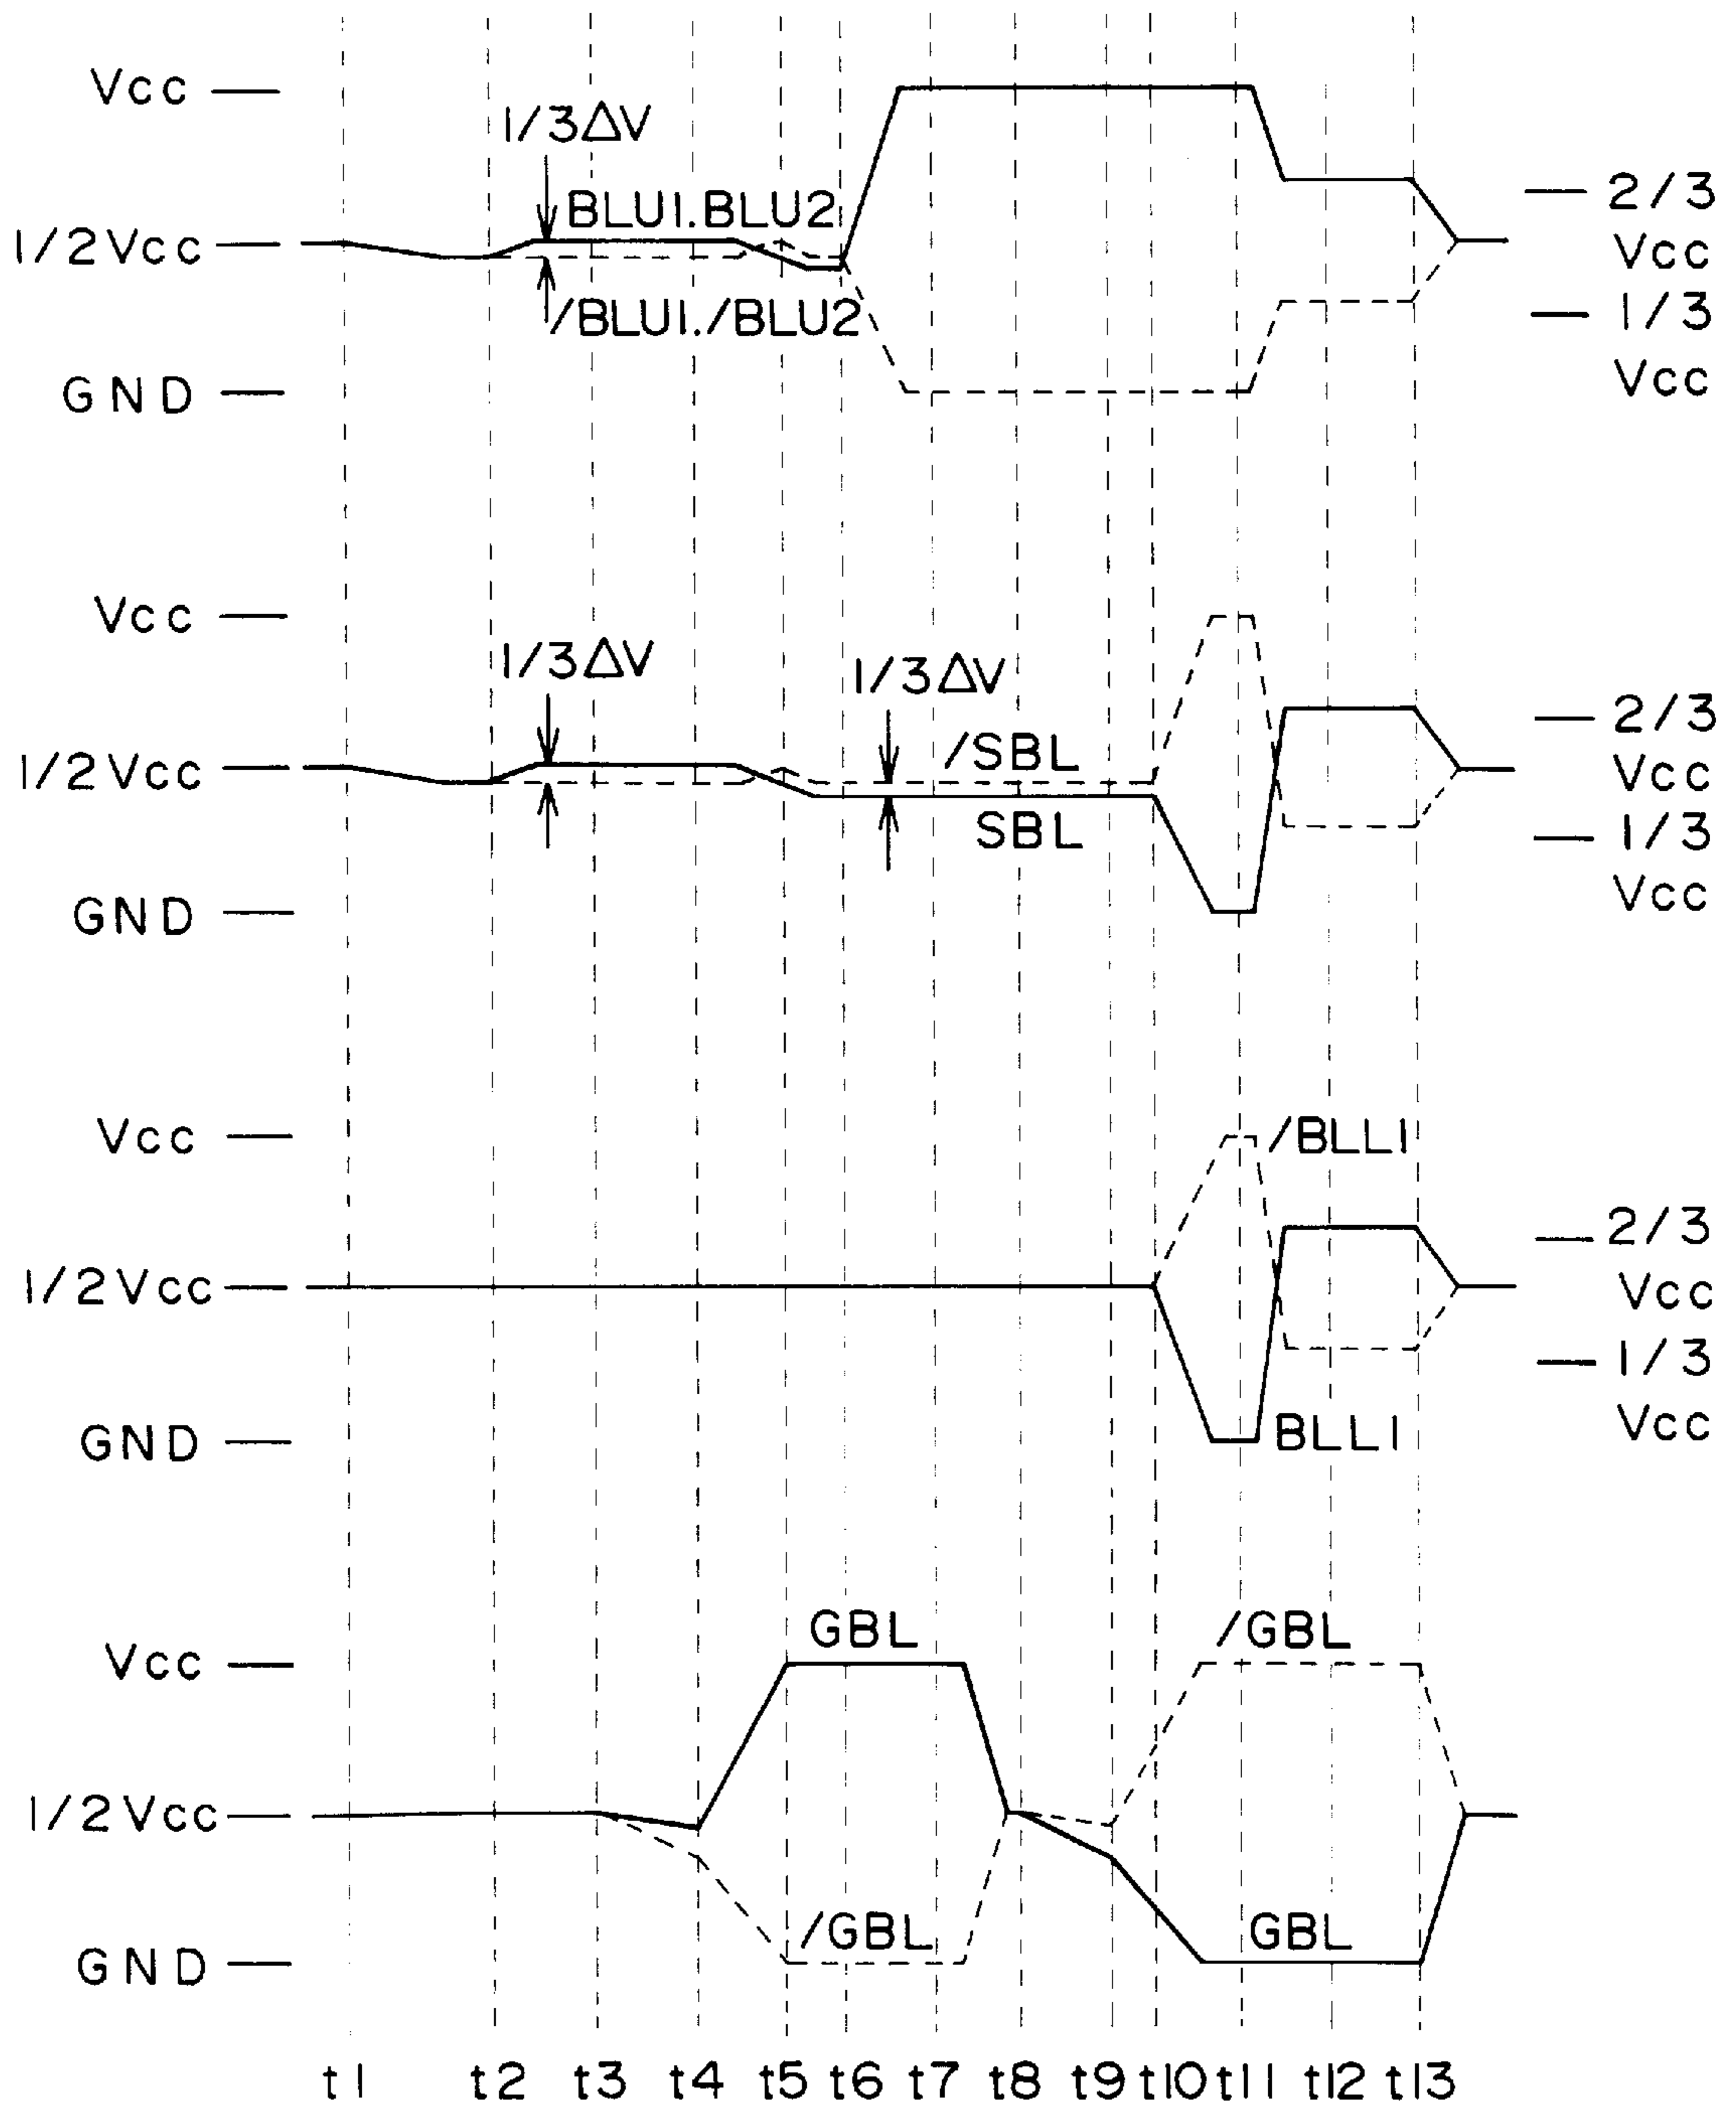 Vcc
1/3ΔV
BLU1.BLU2
2/3
Vcc
1/2Vcc
/BLU1./BLU2
1/3
Vcc
GND
Vcc
1/3ΔV
1/3ΔV
/SBL
2/3
Vcc
1/2Vcc
SBL
1/3
Vcc
GND
Vcc
/BLL1
2/3
Vcc
1/2Vcc
1/3
Vcc
GND
BLL1
GBL
/GBL
Vcc
1/2Vcc
/GBL
GBL
GND
t1 t2 t3 t4 t5 t6 t7 t8 t9 t10 t11 t12 t13